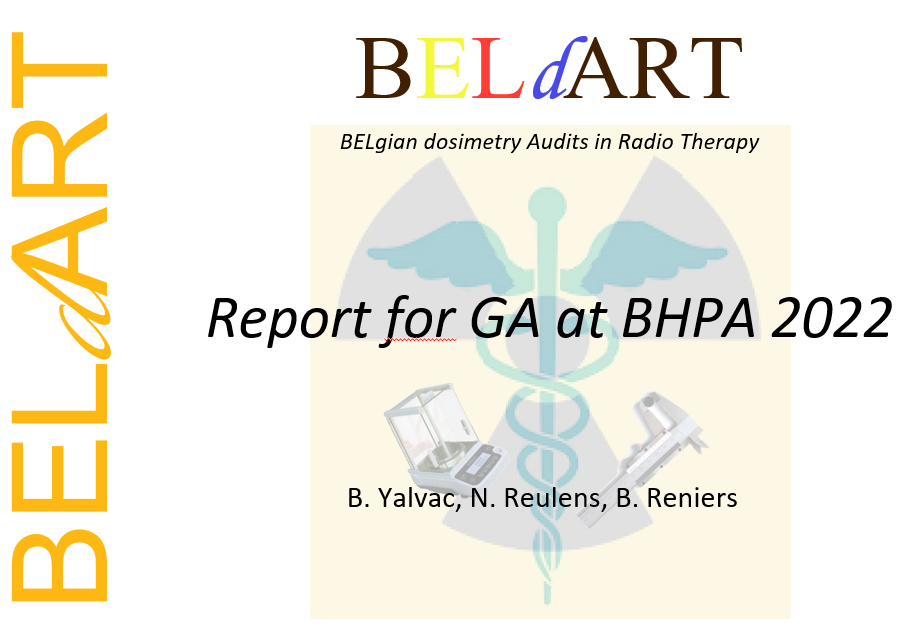 BELdART
BELdART
BELgian dosimetry Audits in Radio Therapy
Report for GA at BHPA 2022
B. Yalvac, N. Reulens, B. Reniers